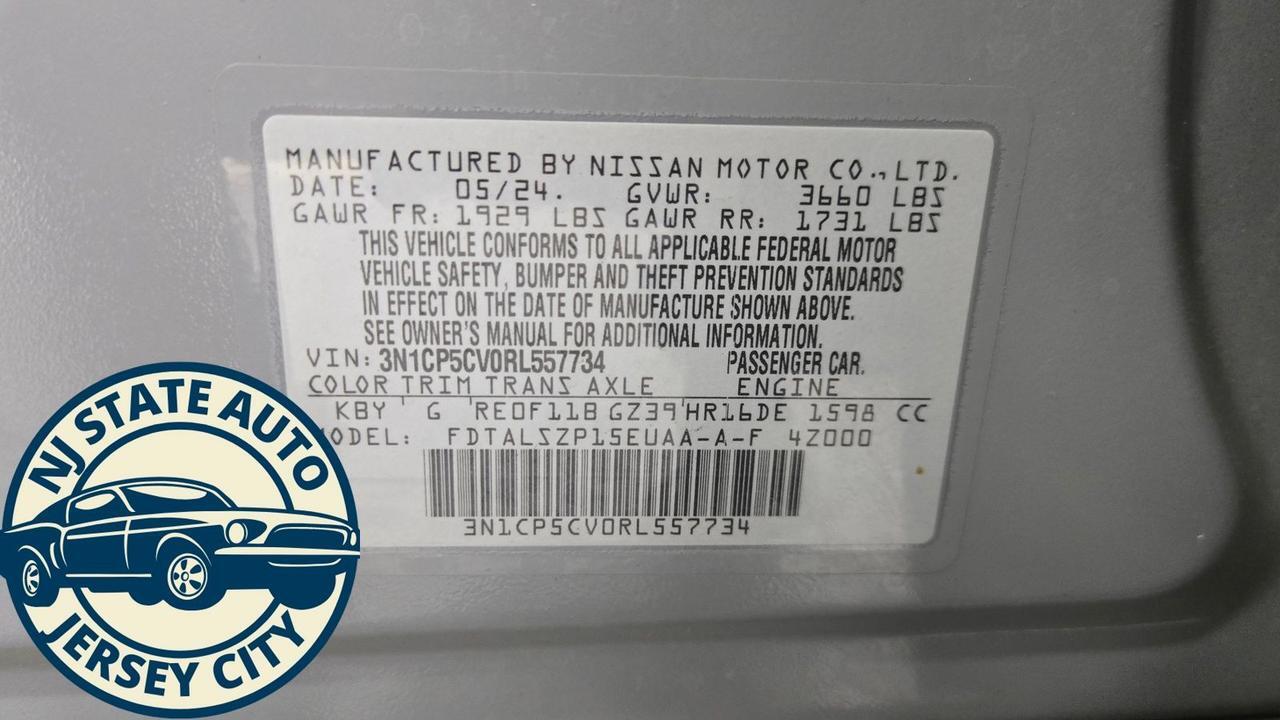 MANUFACTURED BY NISSAN MOTOR CO., LTD.
DATE: 05/24. GVWR: 3660 LBS
GAWR FR: 1929 LBS GAWR RR: 1731 LBS
THIS VEHICLE CONFORMS TO ALL APPLICABLE FEDERAL MOTOR
VEHICLE SAFETY, BUMPER AND THEFT PREVENTION STANDARDS
IN EFFECT ON THE DATE OF MANUFACTURE SHOWN ABOVE.
SEE OWNER'S MANUAL FOR ADDITIONAL INFORMATION.
VIN: 3N1CP5CV0RL557734 PASSENGER CAR.
COLOR TRIM TRANS AXLE ENGINE
KBY G RE0F11B GZ39 HR16DE 1598 CC
ODEL: FDTALSZP15EUAA-A-F 4Z000
3N1CP5CV0RL557734
NJ STATE AUTO
JERSEY CITY